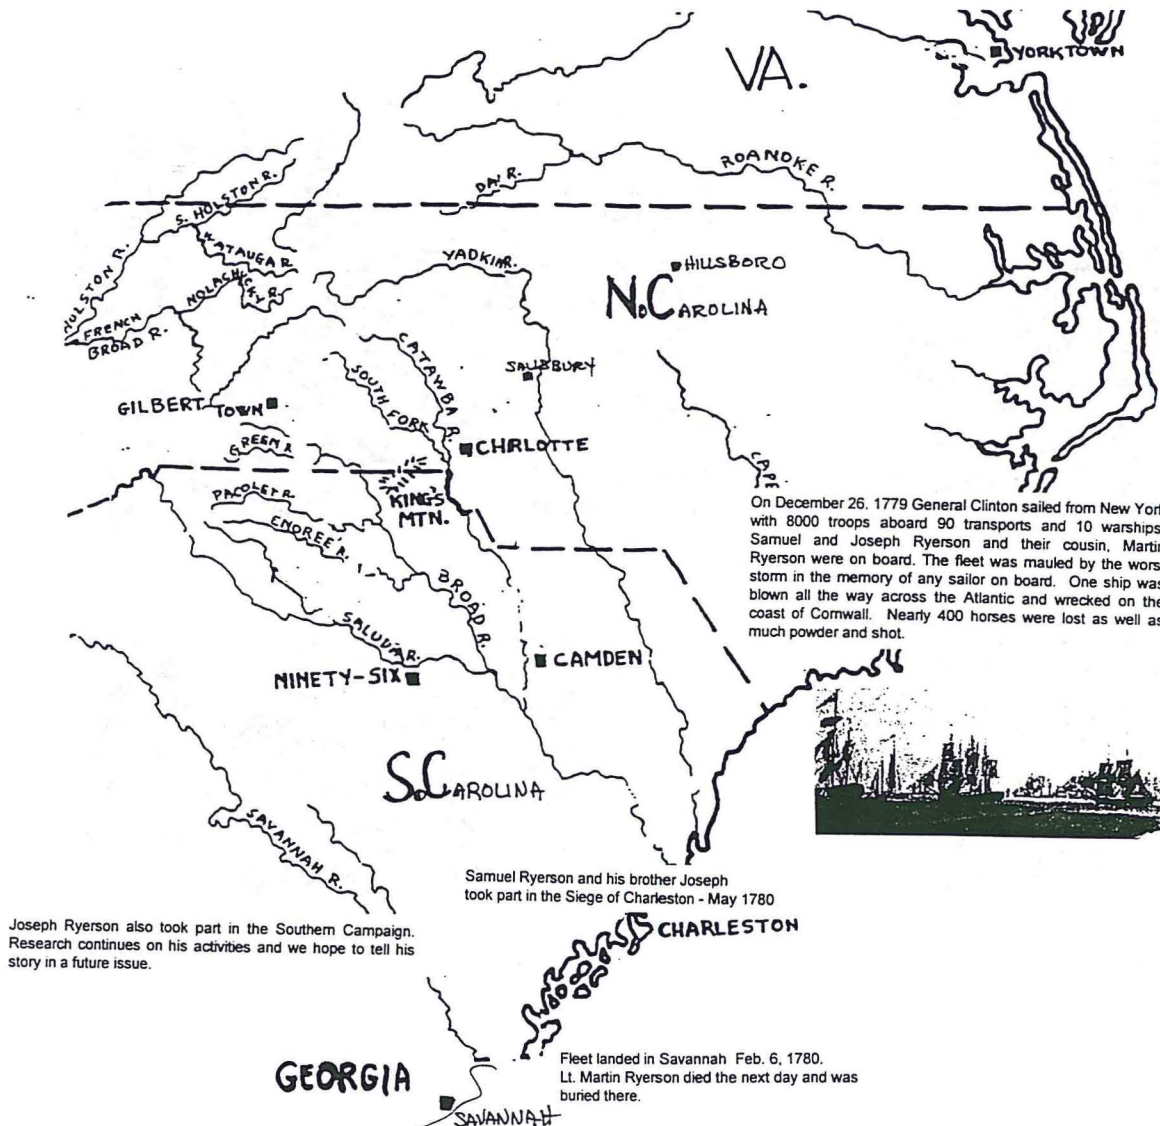 YORKTOWN
VA.
ROANOKE R.
DAN R.
S. HOLSTON R.
HOLSTON R.
WATAUGA R
NOLACHUCKY R.
FRENCH
BROAD R.
YADKIN R.
HILLSBORO
N.CAROLINA
CATAWBA R.
SOUTH FORK
SALISBURY
GILBERT TOWN
CHRLOTTE
GREEN R
KINGS
MTN.
PACOLET R.
ENOREE R.
BROAD R.
CAPE
On December 26. 1779 General Clinton sailed from New York
with 8000 troops aboard 90 transports and 10 warships
Samuel and Joseph Ryerson and their cousin, Martin
Ryerson were on board. The fleet was mauled by the wors
storm in the memory of any sailor on board. One ship was
blown all the way across the Atlantic and wrecked on the
coast of Cornwall. Nearly 400 horses were lost as well as
much powder and shot.
SALUDA R.
CAMDEN
NINETY-SIX
S.CAROLINA
SAVANNAH R.
Samuel Ryerson and his brother Joseph
took part in the Siege of Charleston - May 1780
Joseph Ryerson also took part in the Southern Campaign.
Research continues on his activities and we hope to tell his
story in a future issue.
CHARLESTON
Fleet landed in Savannah Feb. 6, 1780.
Lt. Martin Ryerson died the next day and was
buried there.
GEORGIA
SAVANNAH